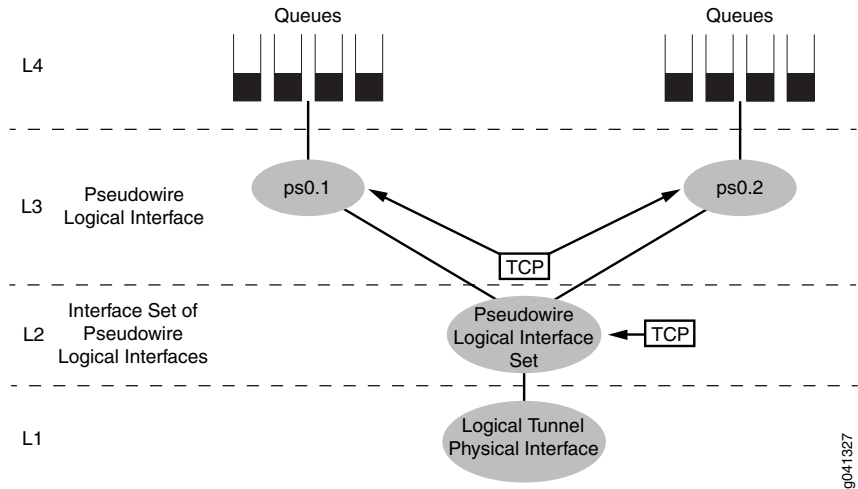 Queues
Queues
L4
L3
Pseudowire
Logical Interface
ps0.1
ps0.2
TCP
L2
Interface Set of
Pseudowire
Logical Interfaces
Pseudowire
Logical Interface
Set
TCP
L1
Logical Tunnel
Physical Interface
g041327